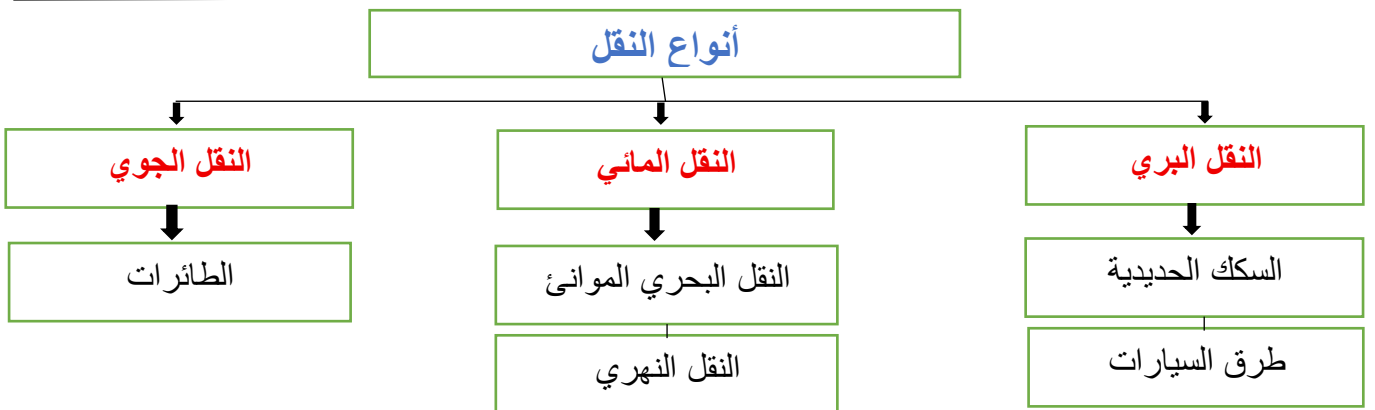 أنواع النقل
النقل البري
النقل المائي
النقل الجوي
السكك الحديدية
النقل البحري الموانئ
الطائرات
طرق السيارات
النقل النهري